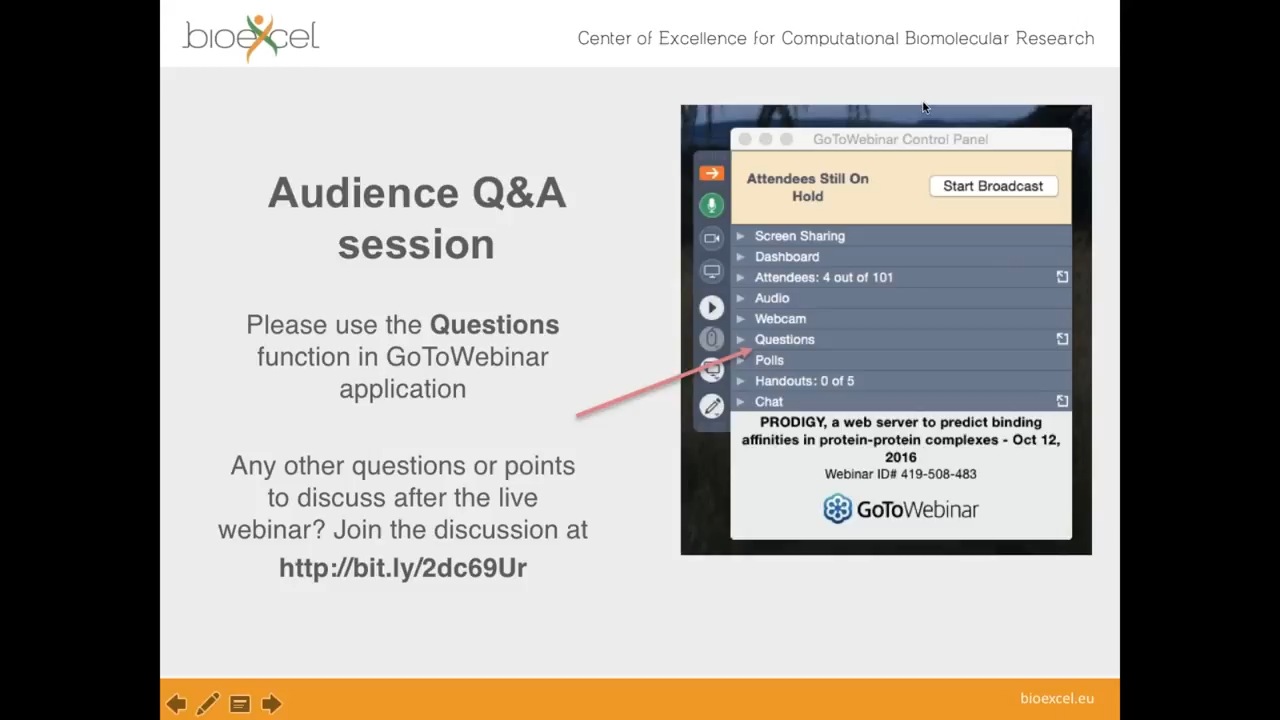 bioexcel
Center of Excellence for Computational Biomolecular Research
Audience Q&A
session
Please use the Questions
function in GoToWebinar
application
Any other questions or points
to discuss after the live
webinar? Join the discussion at
http://bit.ly/2dc69Ur
GoToWebinar Control Panel
Attendees Still On
Hold
Start Broadcast
Screen Sharing
Dashboard
Attendees: 4 out of 101
Audio
Webcam
Questions
Polls
Handouts: 0 of 5
Chat
PRODIGY, a web server to predict binding
affinities in protein-protein complexes - Oct 12,
2016
Webinar ID# 419-508-483
GoToWebinar
bioexcel.eu